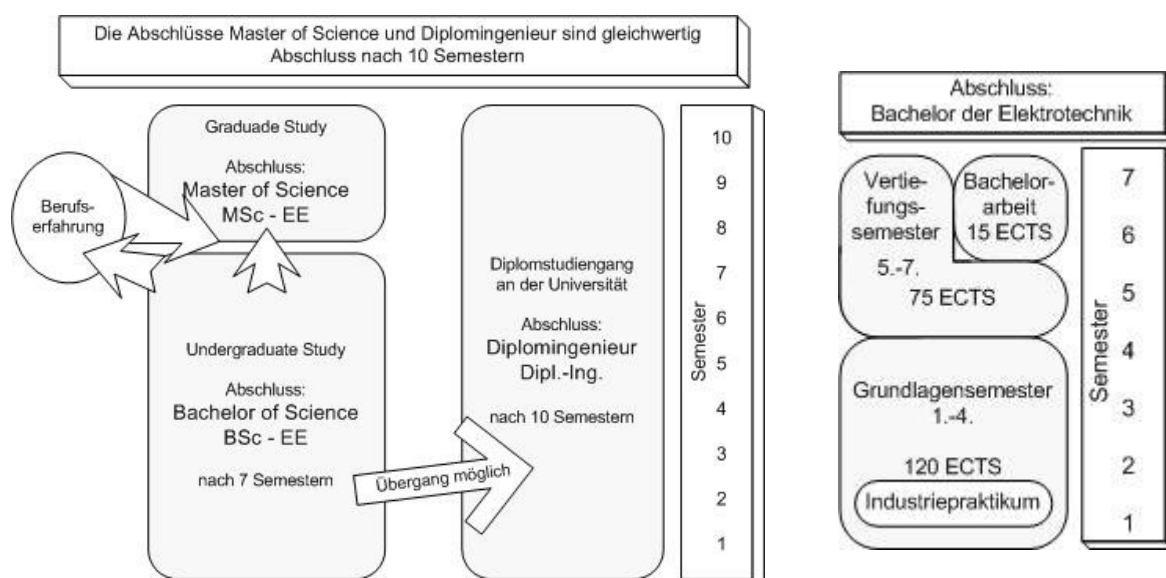 Die Abschlüsse Master of Science und Diplomingenieur sind gleichwertig
Abschluss nach 10 Semestern
Graduade Study
Abschluss:
Master of Science
MSc - EE
Berufs-
erfahrung
Undergraduate Study
Abschluss:
Bachelor of Science
BSc - EE
nach 7 Semestern
Übergang möglich
Diplomstudiengang
an der Universität
Abschluss:
Diplomingenieur
Dipl.-Ing.
nach 10 Semestern
Semester
10
9
8
7
6
5
4
3
2
1
Abschluss:
Bachelor der Elektrotechnik
Vertie-
fungs-
semester
5.-7.
75 ECTS
Bachelor-
arbeit
15 ECTS
Grundlagensemester
1.-4.
120 ECTS
Industriepraktikum
Semester
7
6
5
4
3
2
1